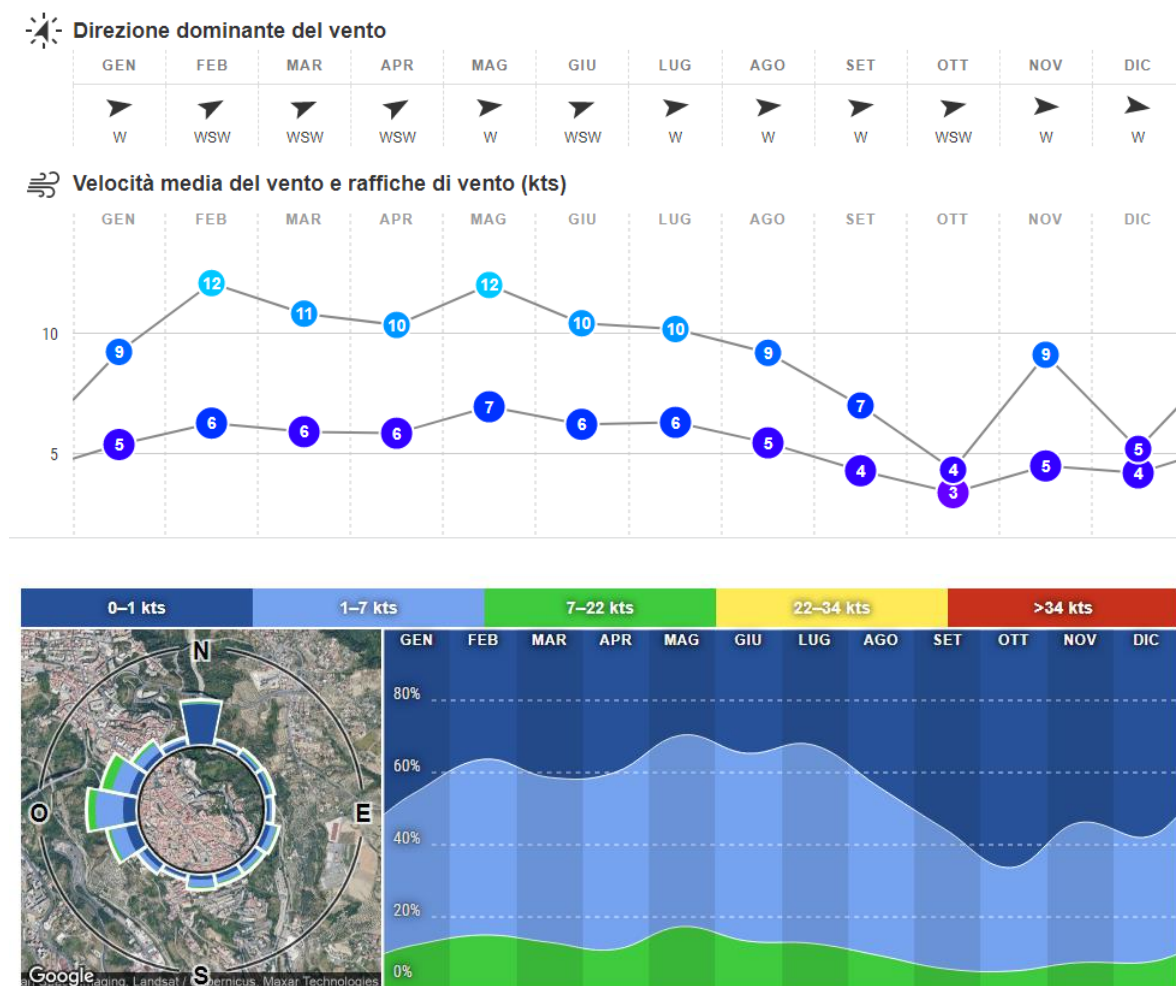 Direzione dominante del vento
GEN FEB MAR APR MAG GIU LUG AGO SET OTT NOV DIC
W WSW WSW WSW W WSW W W W WSW W W
Velocità media del vento e raffiche di vento (kts)
GEN FEB MAR APR MAG GIU LUG AGO SET OTT NOV DIC
12 11 10 12 10 10
10
9 9 7 9
5
5 6 6 6 7 6 6 5 4 4 5 5
3 4
0–1 kts 1–7 kts 7–22 kts 22–34 kts >34 kts
GEN FEB MAR APR MAG GIU LUG AGO SET OTT NOV DIC
N
80%
60%
O E
40%
20%
S
0%
Google
Landsat / Maxar Technologies